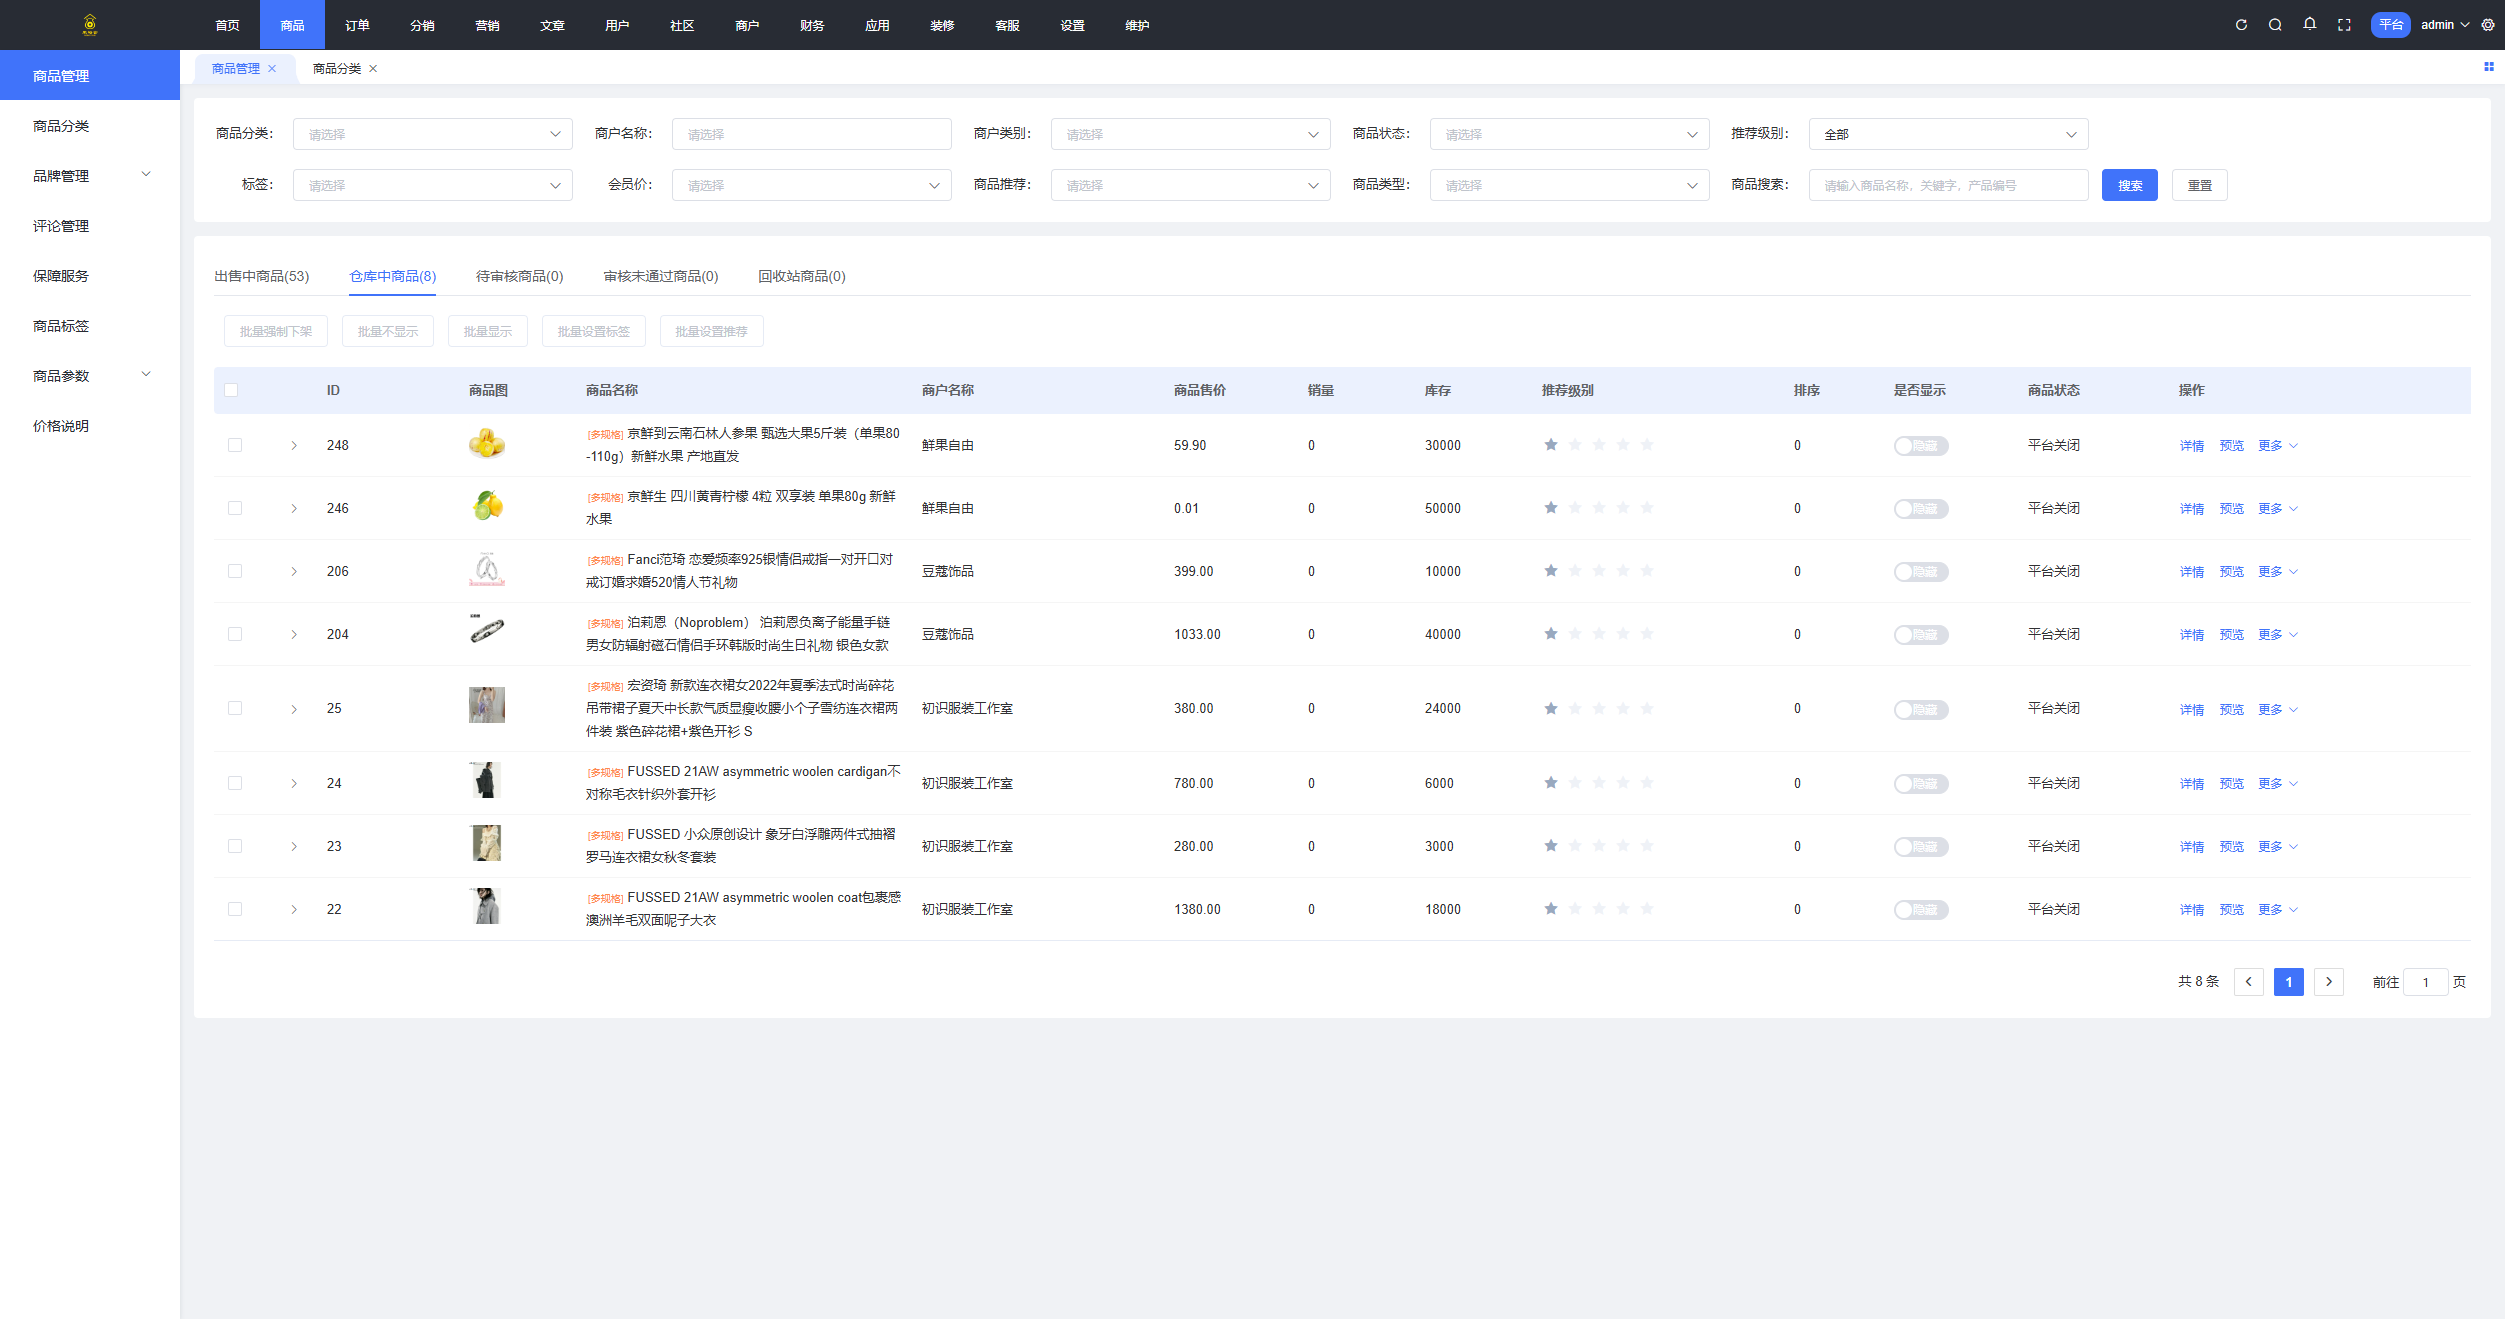 首页 商品 订单 分销 营销 文章 用户 社区 商户 财务 应用 装修 客服 设置 维护 平台 admin
商品管理
商品分类
品牌管理
评论管理
保障服务
商品标签
商品参数
价格说明
商品管理 商品分类
商品分类： 请选择 商户名称： 请选择 商户类别： 请选择 商品状态： 请选择 推荐级别： 全部
标签： 请选择 会员价： 请选择 商品推荐： 请选择 商品类型： 请选择 商品搜索： 请输入商品名称，关键字，产品编号 搜索 重置
出售中商品(53) 仓库中商品(8) 待审核商品(0) 审核未通过商品(0) 回收站商品(0)
批量强制下架 批量不显示 批量显示 批量设置标签 批量设置推荐
ID 商品图 商品名称 商户名称 商品售价 销量 库存 推荐级别 排序 是否显示 商品状态 操作
248 [多规格] 京鲜到云南石林人参果 甄选大果5斤装（单果80
-110g）新鲜水果 产地直发 鲜果自由 59.90 0 30000 0 隐藏 平台关闭 详情 预览 更多
246 [多规格] 京鲜生 四川黄青柠檬 4粒 双享装 单果80g 新鲜
水果 鲜果自由 0.01 0 50000 0 隐藏 平台关闭 详情 预览 更多
206 [多规格] Fanci范琦 恋爱频率925银情侣戒指一对开口对
戒订婚求婚520情人节礼物 豆蔻饰品 399.00 0 10000 0 隐藏 平台关闭 详情 预览 更多
204 [多规格] 泊莉恩（Noproblem） 泊莉恩负离子能量手链
男女防辐射磁石情侣手环韩版时尚生日礼物 银色女款 豆蔻饰品 1033.00 0 40000 0 隐藏 平台关闭 详情 预览 更多
[多规格] 宏姿琦 新款连衣裙女2022年夏季法式时尚碎花
25 吊带裙子夏天中长款气质显瘦收腰小个子雪纺连衣裙两 初识服装工作室 380.00 0 24000 0 隐藏 平台关闭 详情 预览 更多
件装 紫色碎花裙+紫色开衫 S
24 [多规格] FUSSED 21AW asymmetric woolen cardigan不
对称毛衣针织外套开衫 初识服装工作室 780.00 0 6000 0 隐藏 平台关闭 详情 预览 更多
23 [多规格] FUSSED 小众原创设计 象牙白浮雕两件式抽褶
罗马连衣裙女秋冬套装 初识服装工作室 280.00 0 3000 0 隐藏 平台关闭 详情 预览 更多
22 [多规格] FUSSED 21AW asymmetric woolen coat包裹感
澳洲羊毛双面呢子大衣 初识服装工作室 1380.00 0 18000 0 隐藏 平台关闭 详情 预览 更多
共 8 条 1 前往 1 页